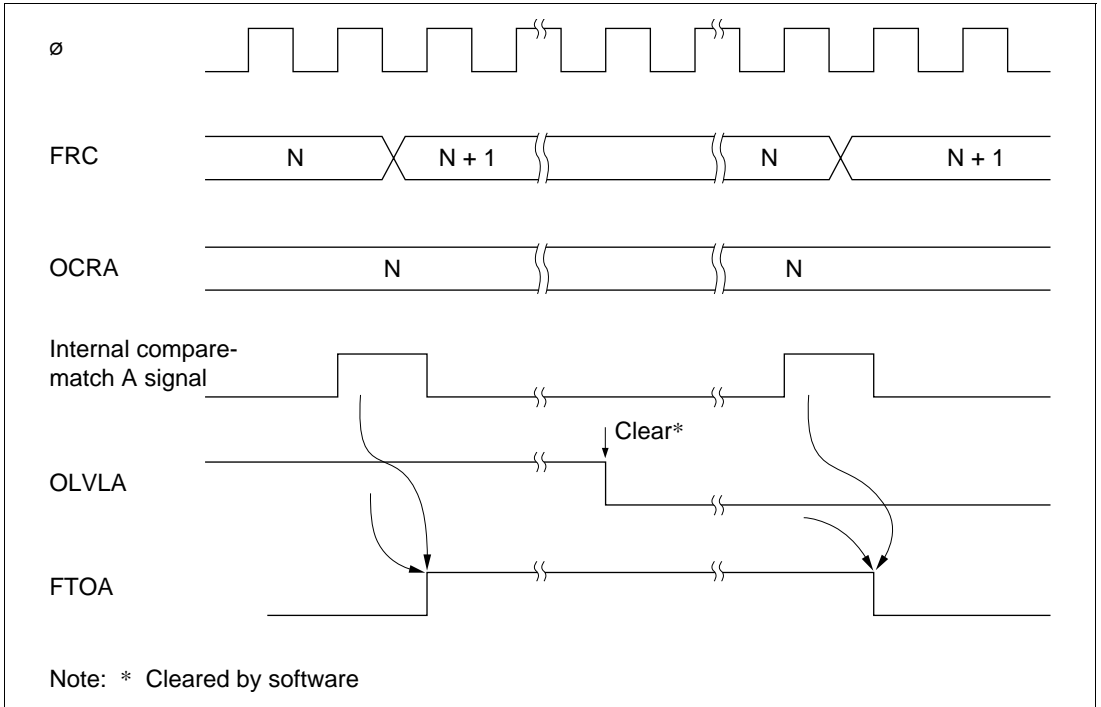 ø
FRC N N + 1 N N + 1
OCRA N N
Internal compare-
match A signal
Clear*
OLVLA
FTOA
Note: * Cleared by software